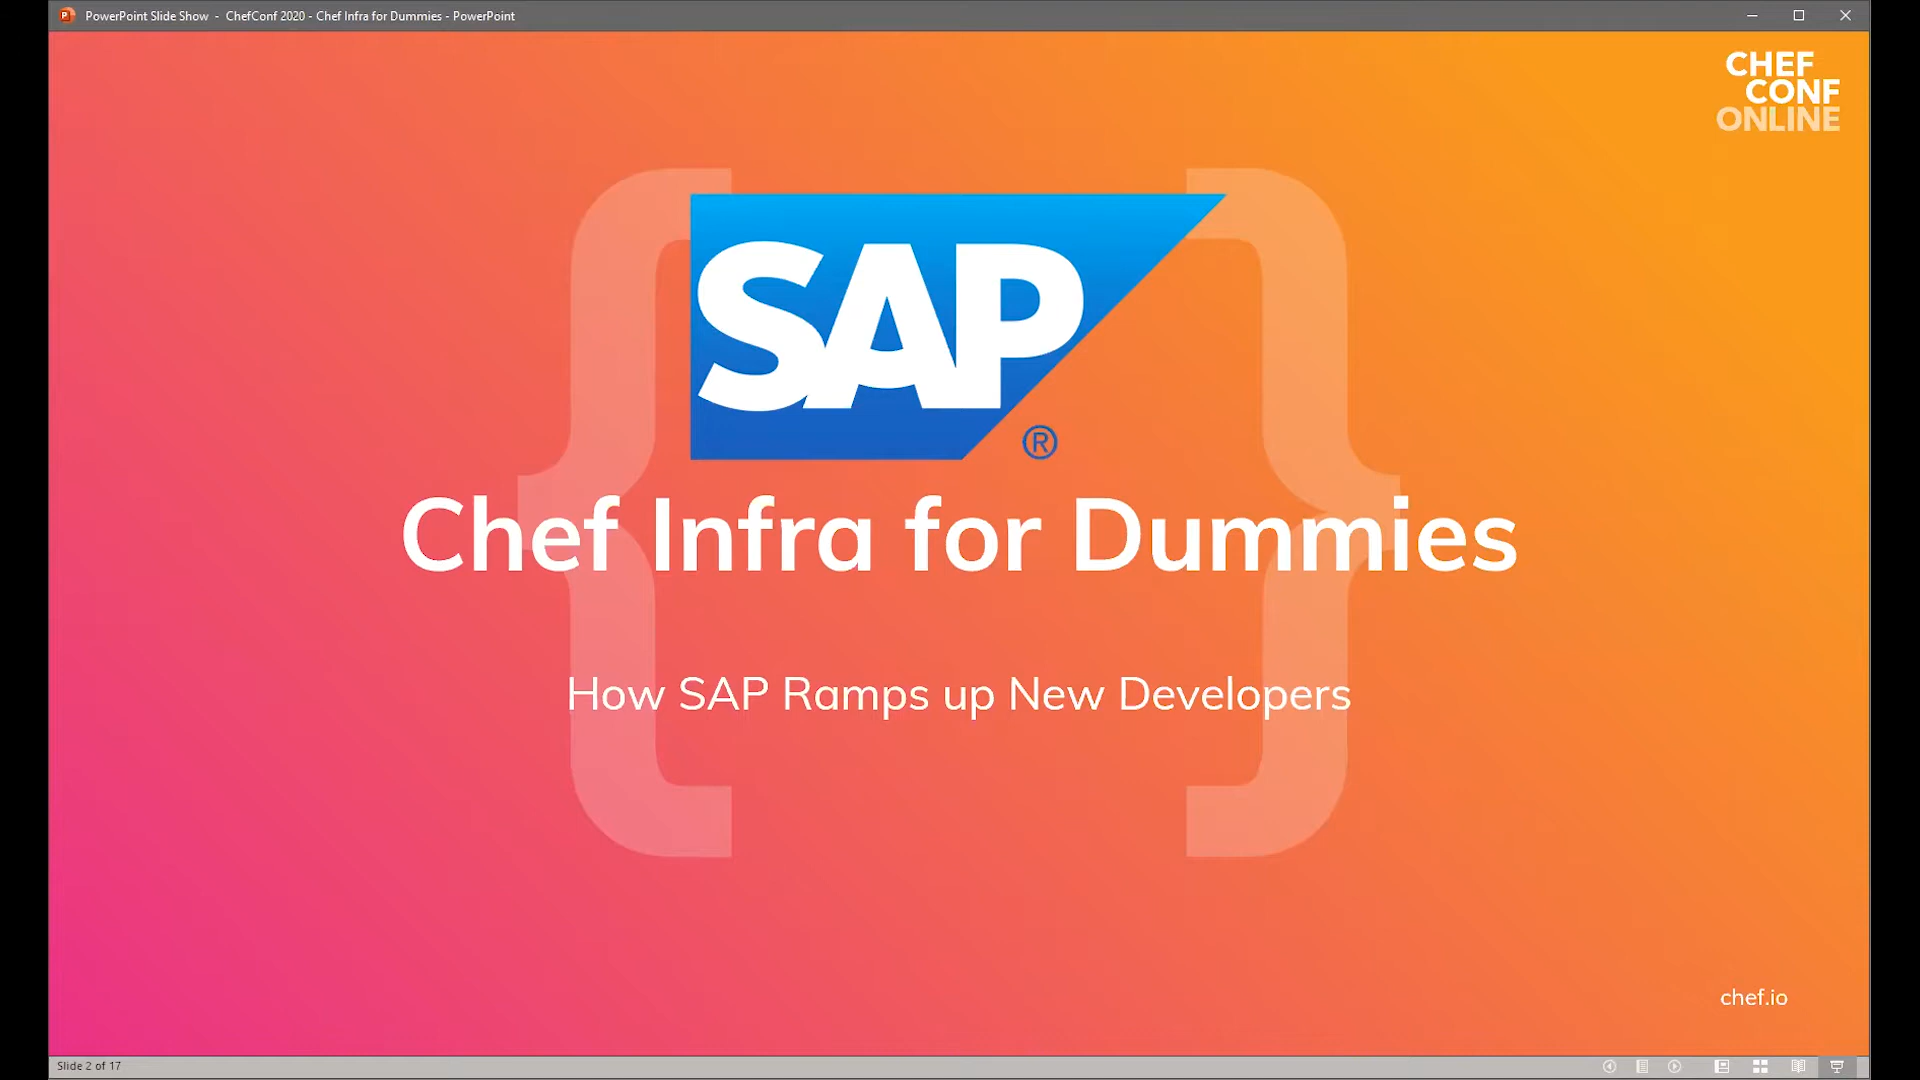 PowerPoint Slide Show - ChefConf 2020 - Chef Infra for Dummies - PowerPoint
CHEF
CONF
ONLINE
SAP
®
Chef Infra for Dummies
How SAP Ramps up New Developers
chef.io
Slide 2 of 17